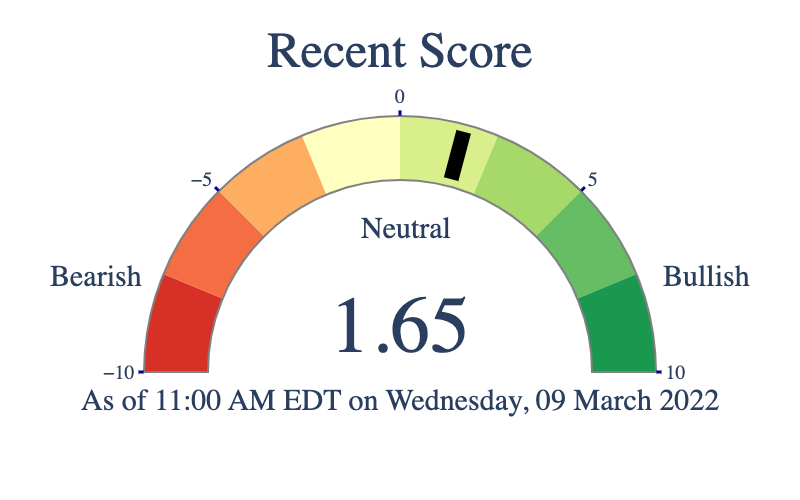 Recent Score
0
−5
5
Neutral
Bearish
Bullish
1.65
−10
10
As of 11:00 AM EDT on Wednesday, 09 March 2022